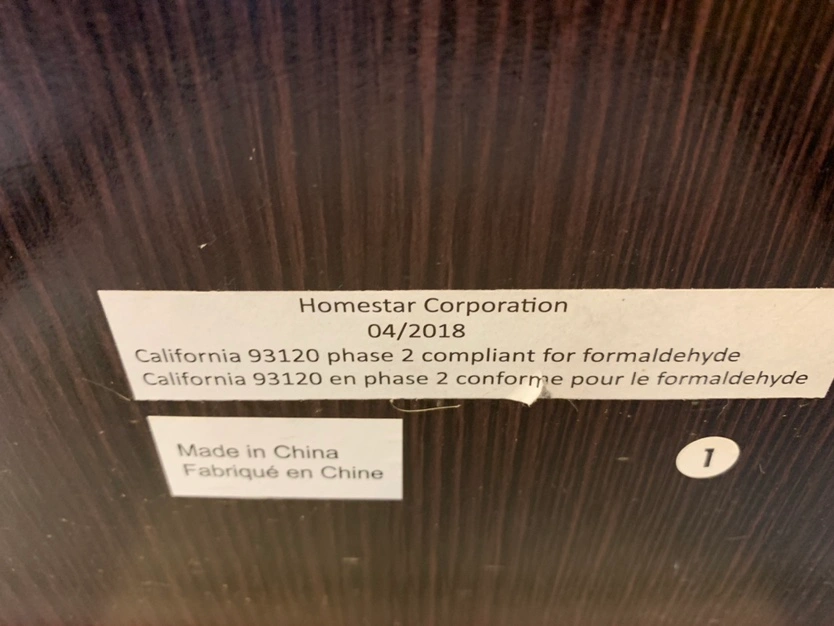 Homestar Corporation
04/2018
California 93120 phase 2 compliant for formaldehyde
California 93120 en phase 2 conforme pour le formaldehyde
Made in China
Fabriqué en Chine
1